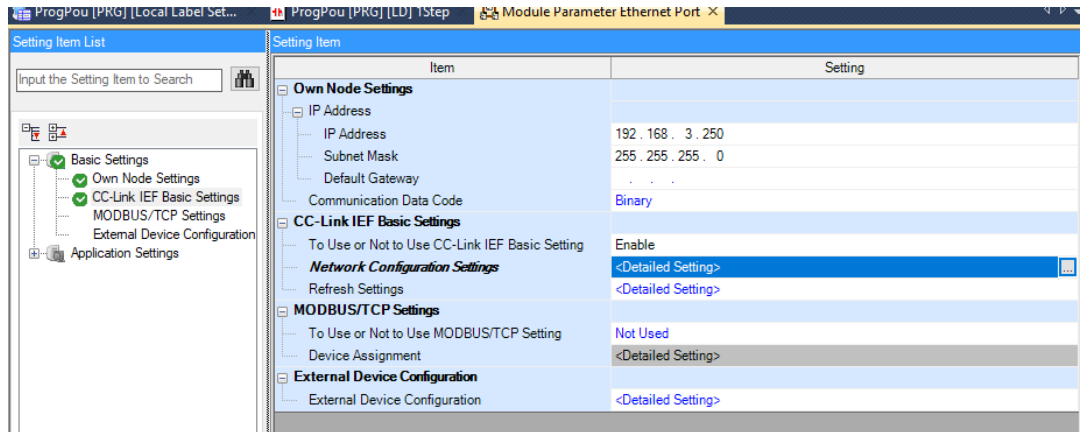 ProgPou [PRG] [Local Label Set... ProgPou [PRG] [LD] 1Step Module Parameter Ethernet Port
Setting Item List
Input the Setting Item to Search
Basic Settings
Own Node Settings
CC-Link IEF Basic Settings
MODBUS/TCP Settings
External Device Configuration
Application Settings
Setting Item
Item Setting
Own Node Settings
IP Address
IP Address 192 . 168 . 3 . 250
Subnet Mask 255 . 255 . 255 . 0
Default Gateway . . .
Communication Data Code Binary
CC-Link IEF Basic Settings
To Use or Not to Use CC-Link IEF Basic Setting Enable
Network Configuration Settings <Detailed Setting> ...
Refresh Settings <Detailed Setting>
MODBUS/TCP Settings
To Use or Not to Use MODBUS/TCP Setting Not Used
Device Assignment <Detailed Setting>
External Device Configuration
External Device Configuration <Detailed Setting>